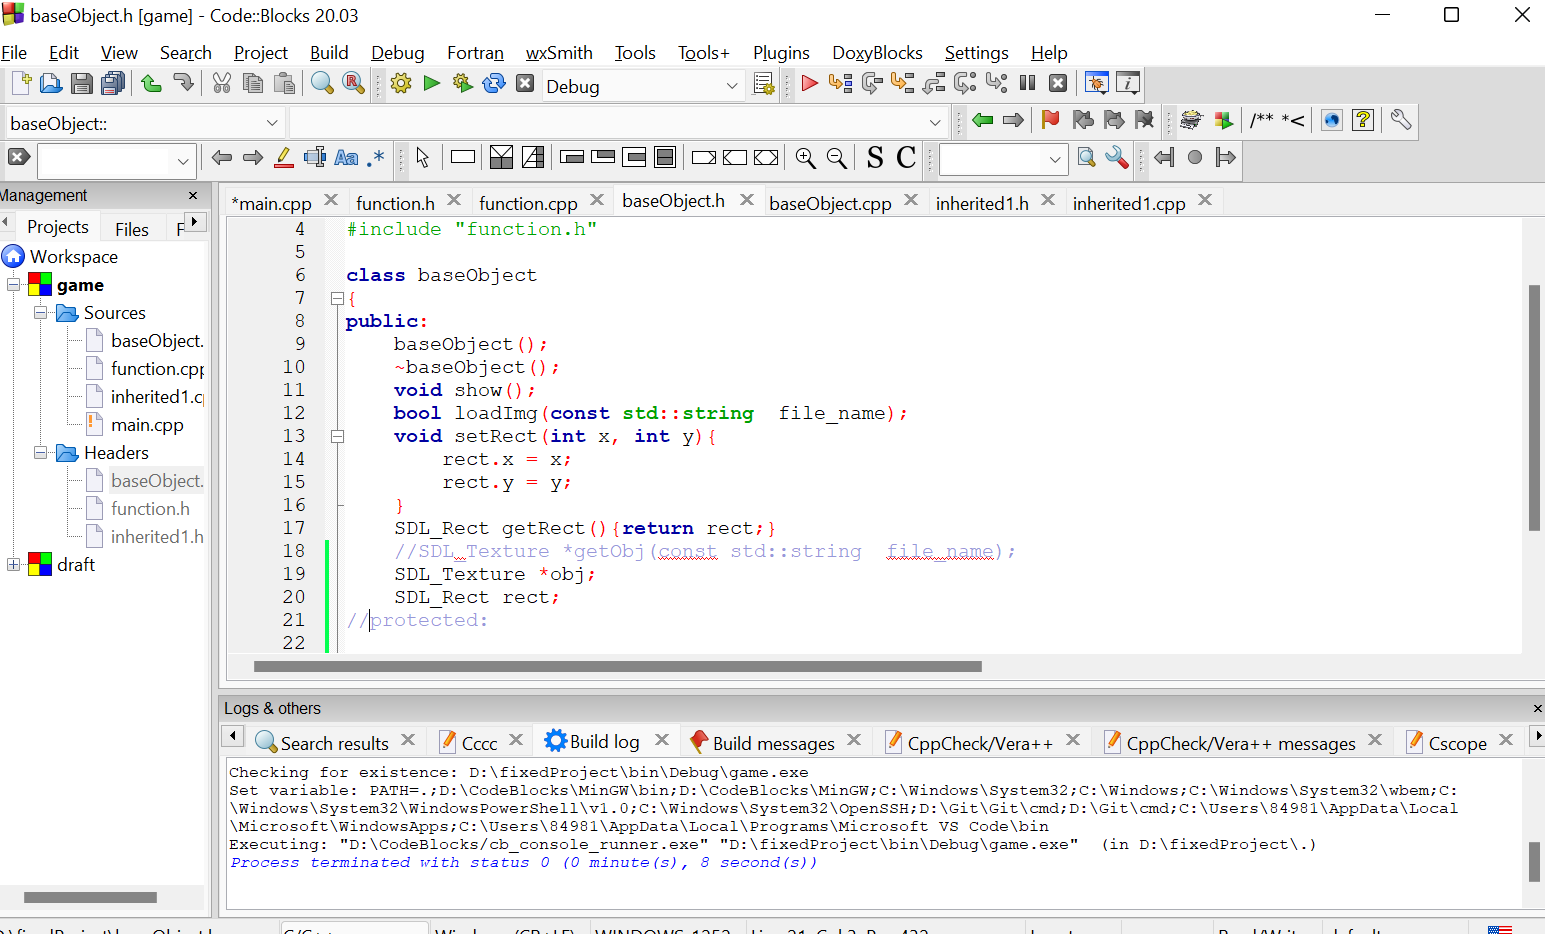 baseObject.h [game] - Code::Blocks 20.03
File Edit View Search Project Build Debug Fortran wxSmith Tools Tools+ Plugins DoxyBlocks Settings Help
Debug
baseObject::
/** *<
Aa .* S C
Management
Projects Files
Workspace
game
Sources
baseObject.
function.cpp
inherited1.c
main.cpp
Headers
baseObject.
function.h
inherited1.h
draft
*main.cpp function.h function.cpp baseObject.h baseObject.cpp inherited1.h inherited1.cpp
4 #include "function.h"
5
6 class baseObject
7 {
8 public:
9 baseObject();
10 ~baseObject();
11 void show();
12 bool loadImg(const std::string  file_name);
13 void setRect(int x, int y){
14 rect.x = x;
15 rect.y = y;
16 }
17 SDL_Rect getRect(){return rect;}
18 //SDL_Texture *getObj(const std::string  file_name);
19 SDL_Texture *obj;
20 SDL_Rect rect;
21 //protected:
22
Logs & others
Search results Cccc Build log Build messages CppCheck/Vera++ CppCheck/Vera++ messages Cscope
Checking for existence: D:\fixedProject\bin\Debug\game.exe
Set variable: PATH=.;D:\CodeBlocks\MinGW\bin;D:\CodeBlocks\MinGW;C:\Windows\System32;C:\Windows;C:\Windows\System32\wbem;C:
\Windows\System32\WindowsPowerShell\v1.0;C:\Windows\System32\OpenSSH;D:\Git\Git\cmd;D:\Git\cmd;C:\Users\84981\AppData\Local
\Microsoft\WindowsApps;C:\Users\84981\AppData\Local\Programs\Microsoft VS Code\bin
Executing: "D:\CodeBlocks/cb_console_runner.exe" "D:\fixedProject\bin\Debug\game.exe"  (in D:\fixedProject\.)
Process terminated with status 0 (0 minute(s), 8 second(s))